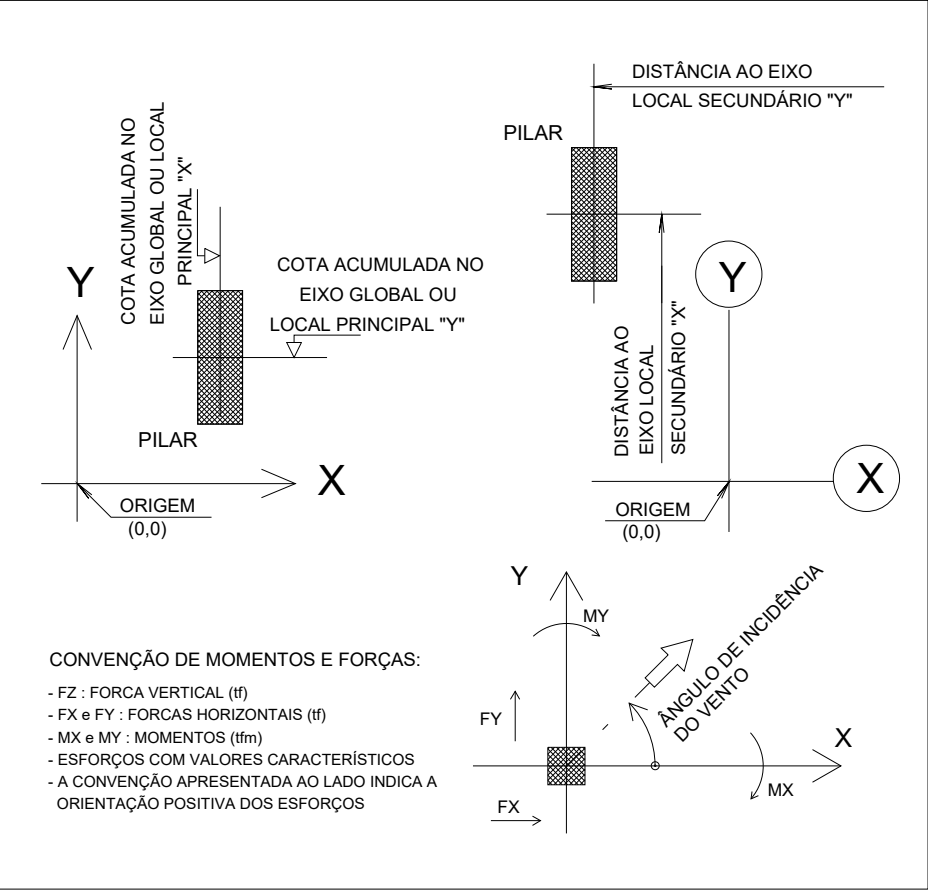 COTA ACUMULADA NO
EIXO GLOBAL OU LOCAL
PRINCIPAL "X"
COTA ACUMULADA NO
EIXO GLOBAL OU
LOCAL PRINCIPAL "Y"
Y
PILAR
X
ORIGEM
(0,0)
DISTÂNCIA AO EIXO
LOCAL SECUNDÁRIO "Y"
PILAR
Y
DISTÂNCIA AO
EIXO LOCAL
SECUNDÁRIO "X"
X
ORIGEM
(0,0)
CONVENÇÃO DE MOMENTOS E FORÇAS:
- FZ : FORCA VERTICAL (tf)
- FX e FY : FORCAS HORIZONTAIS (tf)
- MX e MY : MOMENTOS (tfm)
- ESFORÇOS COM VALORES CARACTERÍSTICOS
- A CONVENÇÃO APRESENTADA AO LADO INDICA A
ORIENTAÇÃO POSITIVA DOS ESFORÇOS
Y
MY
ÂNGULO DE INCIDÊNCIA
DO VENTO
FY
X
FX
MX